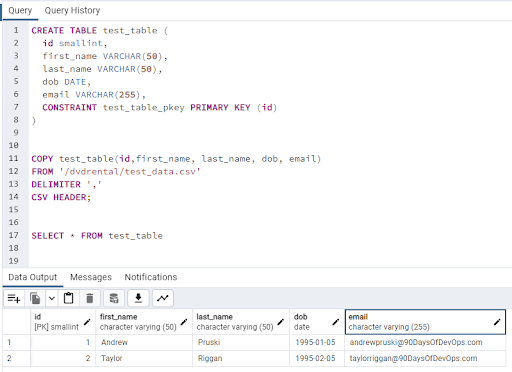 Query Query History
1 CREATE TABLE test_table (
2 id smallint,
3 first_name VARCHAR(50),
4 last_name VARCHAR(50),
5 dob DATE,
6 email VARCHAR(255),
7 CONSTRAINT test_table_pkey PRIMARY KEY (id)
8 )
9
10
11 COPY test_table(id,first_name, last_name, dob, email)
12 FROM '/dvdrental/test_data.csv'
13 DELIMITER ','
14 CSV HEADER;
15
16
17 SELECT * FROM test_table
18
19
Data Output Messages Notifications
id first_name last_name dob email
[PK] smallint character varying (50) character varying (50) date character varying (255)
1 1 Andrew Pruski 1995-01-05 andrewpruski@90DaysOfDevOps.com
2 2 Taylor Riggan 1995-02-05 taylorriggan@90DaysOfDevOps.com